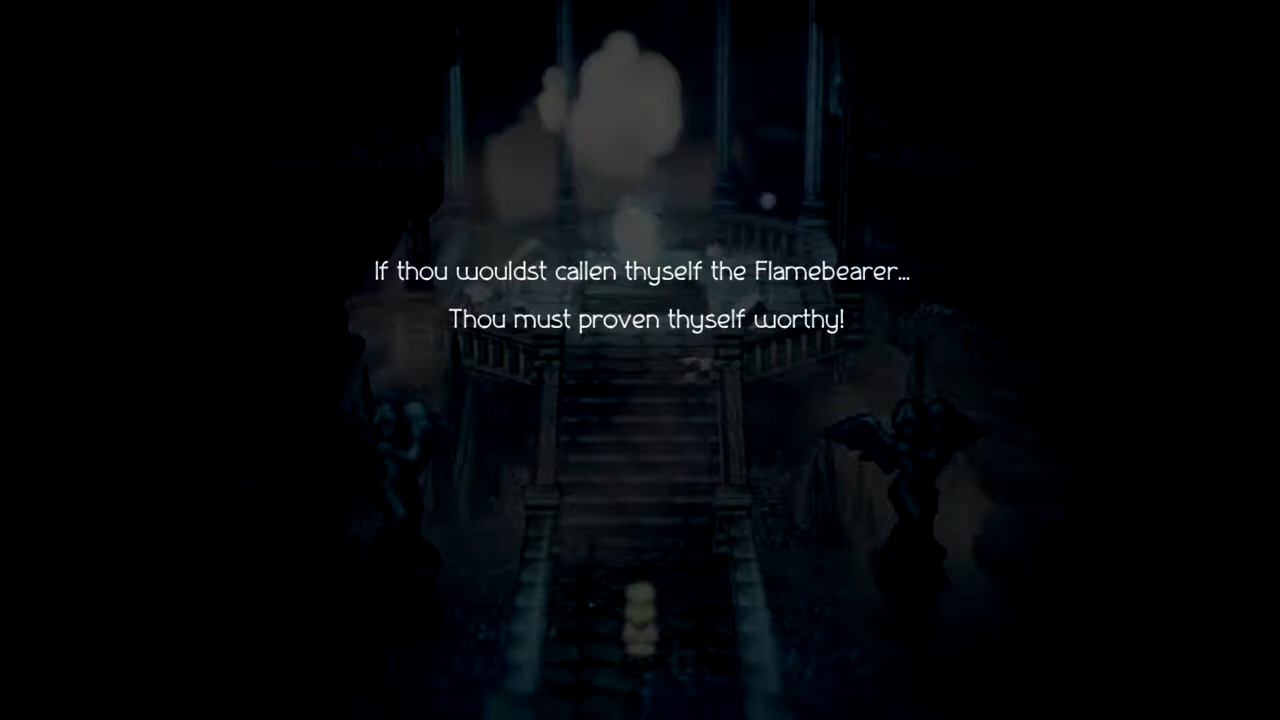 If thou wouldst callen thyself the Flamebearer...
Thou must proven thyself worthy!